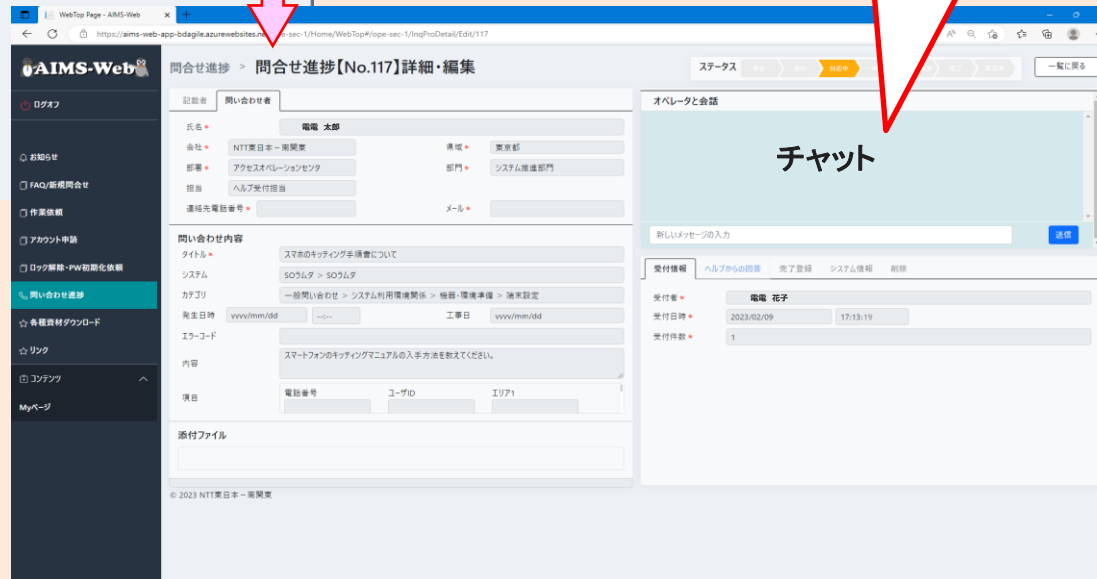 WebTop Page - AIMS-Web
https://aims-web-app-bdagile.azurewebsites.ne e-sec-1/Home/WebTop#/ope-sec-1/InqProDetail/Edit/117
AIMS-Web
問合せ進捗 > 問合せ進捗【No.117】詳細・編集
ステータス
対応中
一覧に戻る
ログオフ
お知らせ
FAQ/新規問合せ
作業依頼
アカウント申請
ロック解除・PW初期化依頼
問い合わせ進捗
各種資材ダウンロード
リンク
コンテンツ
Myページ
記載者 問い合わせ者
氏名* 電電 太郎
会社* NTT東日本－南関東 県域* 東京都
部署* アクセスオペレーションセンタ 部門* システム推進部門
担当 ヘルプ受付担当
連絡先電話番号* メール*
問い合わせ内容
タイトル* スマホのキッティング手順書について
システム SO5ムダ > SO5ムダ
カテゴリ 一般問い合わせ > システム利用環境関係 > 機器・環境準備 > 端末設定
発生日時 yyyy/mm/dd --:-- 工事日 yyyy/mm/dd
エラーコード
内容 スマートフォンのキッティングマニュアルの入手方法を教えてください。
項目 電話番号 ユーザID エリア1
添付ファイル
© 2023 NTT東日本－南関東
オペレータと会話
チャット
新しいメッセージの入力 送信
受付情報 ヘルプからの回答 完了登録 システム情報 削除
受付者* 電電 花子
受付日時* 2023/02/09 17:13:19
受付件数* 1